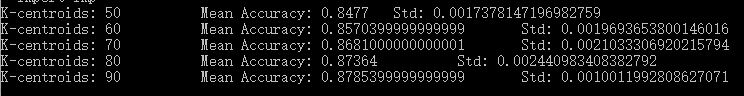 K-centroids: 50 Mean Accuracy: 0.8477 Std: 0.0017378147196982759
K-centroids: 60 Mean Accuracy: 0.8570399999999999 Std: 0.0019693653800146016
K-centroids: 70 Mean Accuracy: 0.8681000000000001 Std: 0.0021033306920215794
K-centroids: 80 Mean Accuracy: 0.87364 Std: 0.002440983408382792
K-centroids: 90 Mean Accuracy: 0.8785399999999999 Std: 0.0010011992808627071